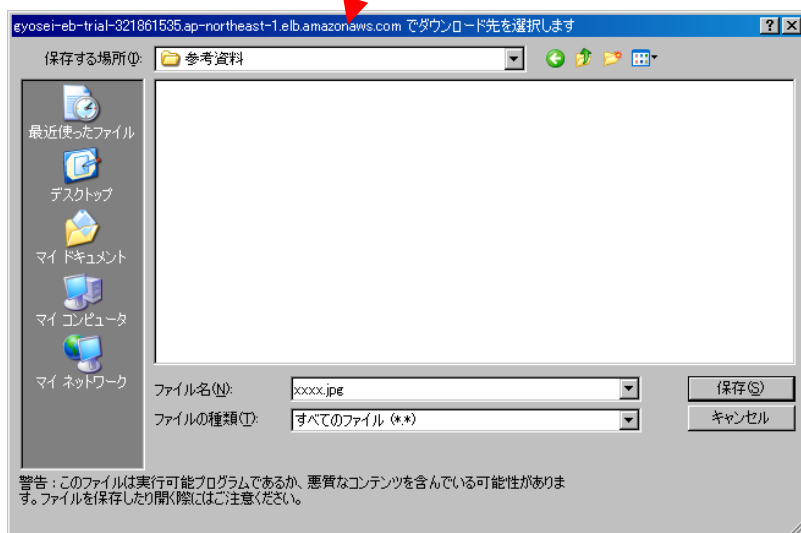 gyosei-eb-trial-321861535.ap-northeast-1.elb.amazonaws.com でダウンロード先を選択します
保存する場所(I):
参考資料
最近使ったファイル
デスクトップ
マイ ドキュメント
マイ コンピュータ
マイ ネットワーク
ファイル名(N):
xxxx.jpg
保存(S)
ファイルの種類(T):
すべてのファイル (*.*)
キャンセル
警告：このファイルは実行可能プログラムであるか、悪質なコンテンツを含んでいる可能性がありま
す。ファイルを保存したり開く際にはご注意ください。